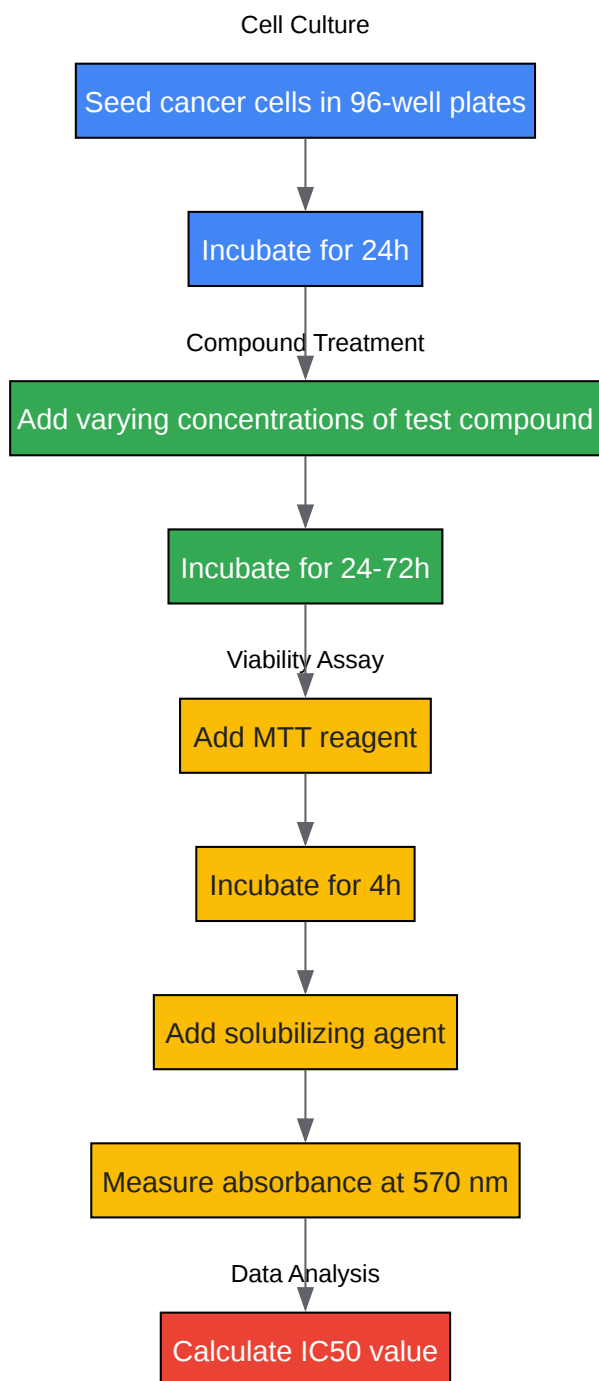 Cell Culture
Seed cancer cells in 96-well plates
Incubate for 24h
Compound Treatment
Add varying concentrations of test compound
Incubate for 24-72h
Viability Assay
Add MTT reagent
Incubate for 4h
Add solubilizing agent
Measure absorbance at 570 nm
Data Analysis
Calculate IC50 value